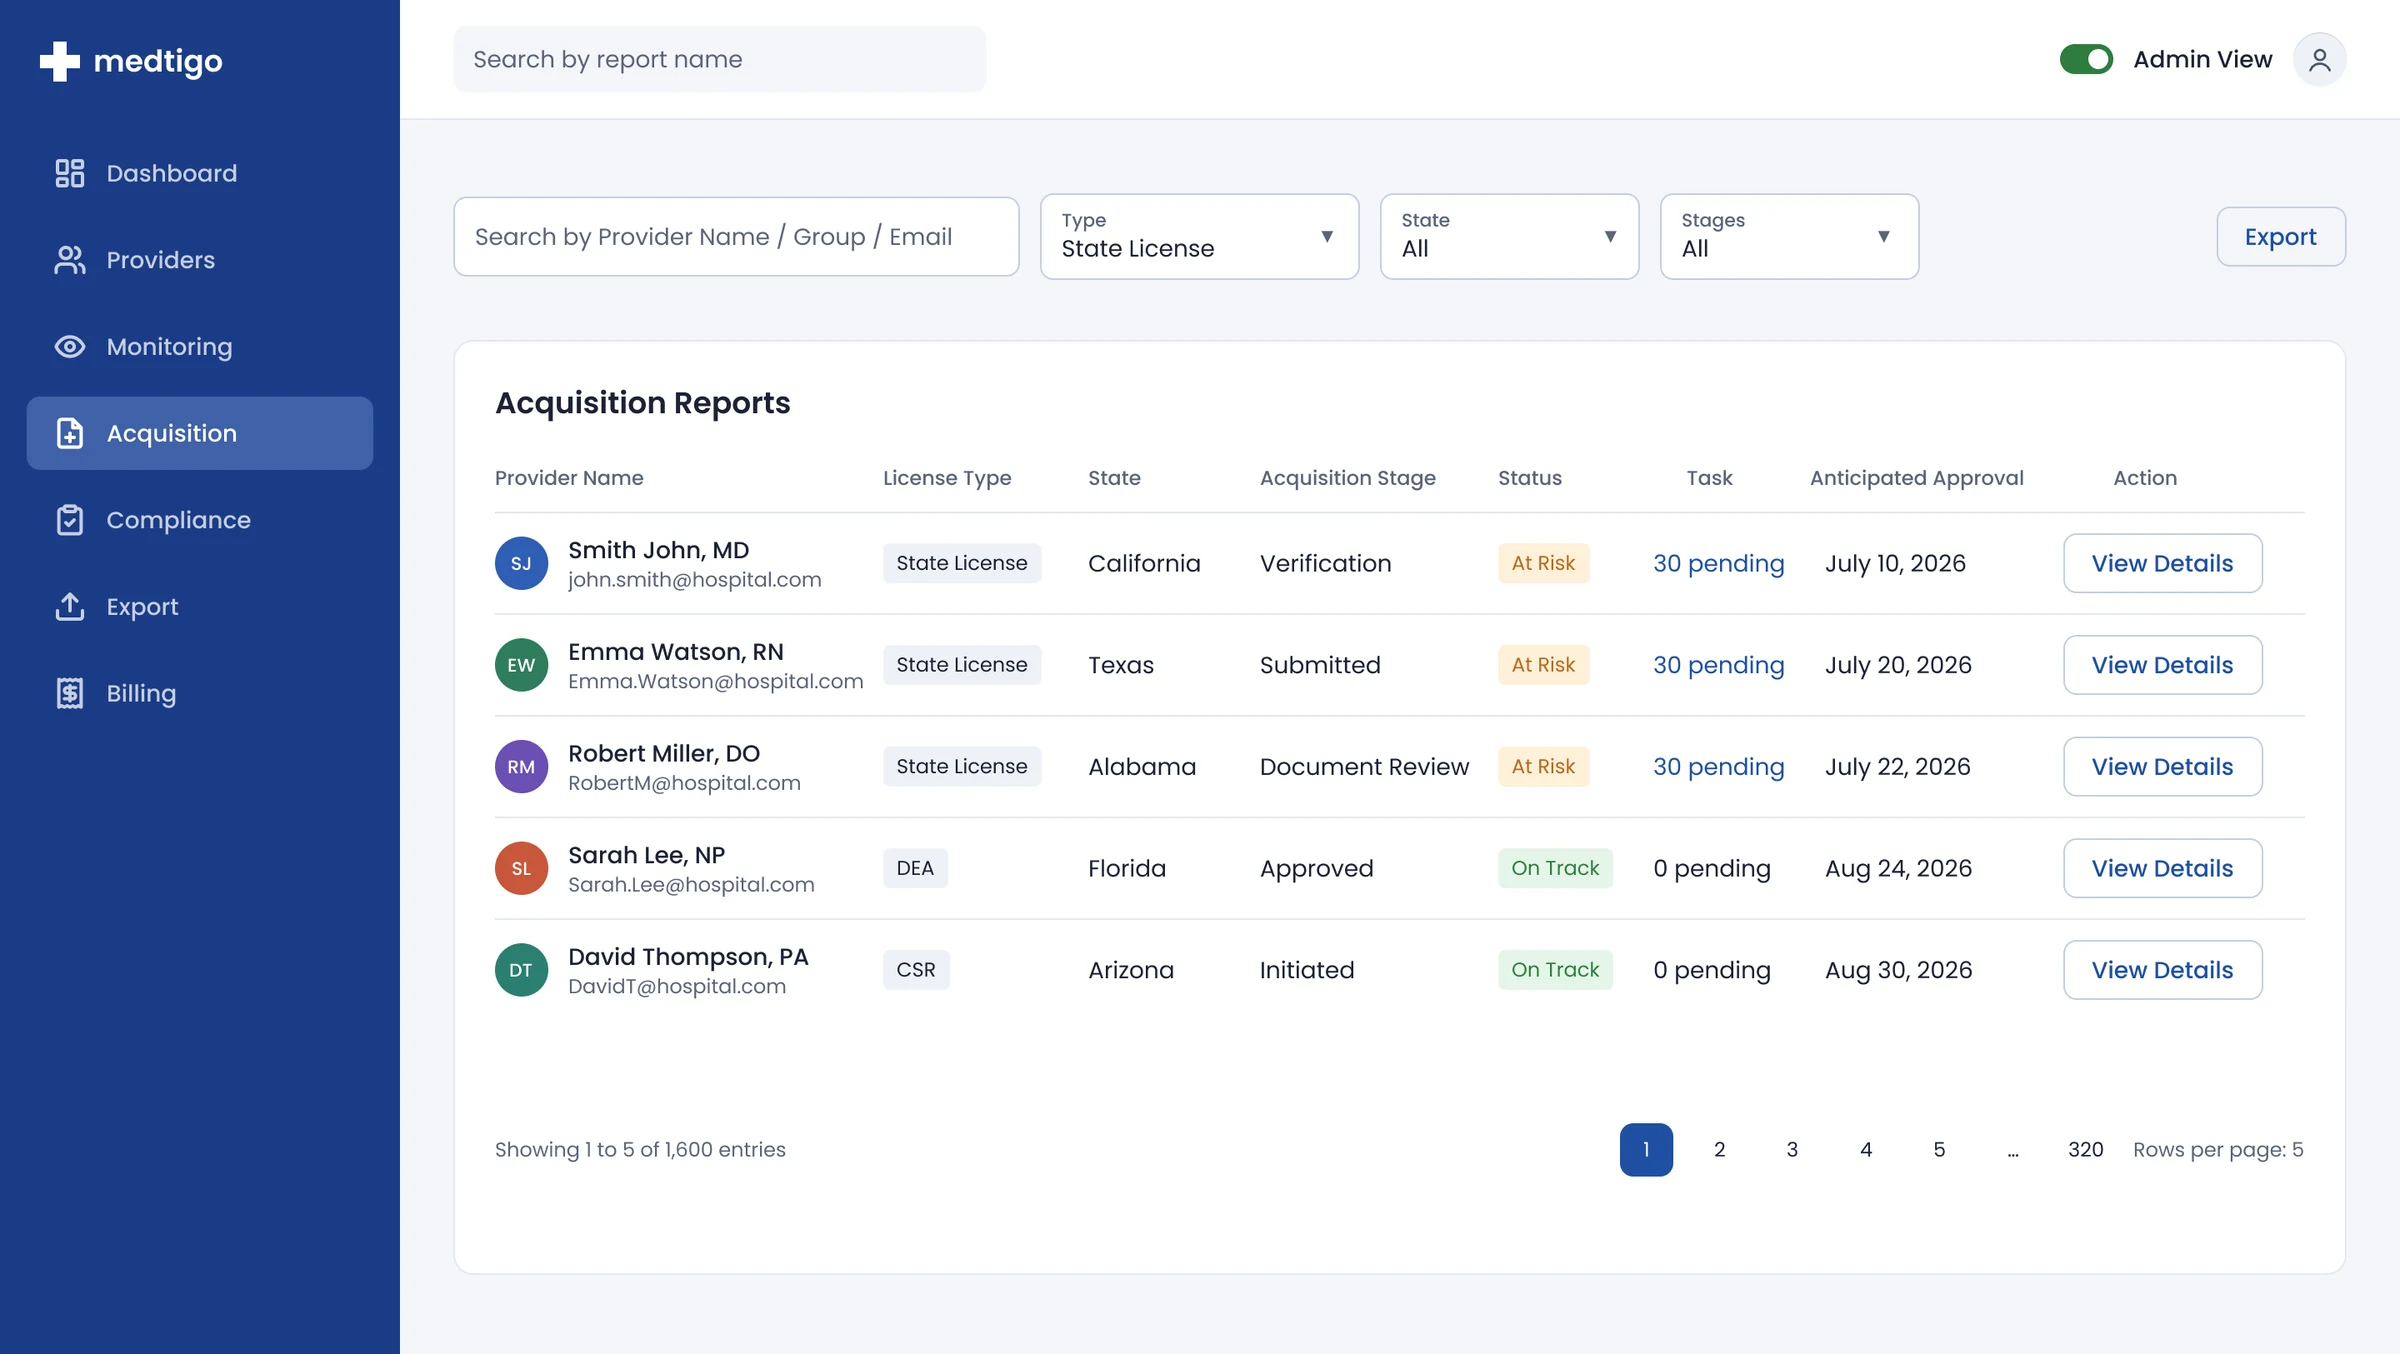 medtigo
Search by report name
Admin View
Dashboard
Providers
Monitoring
Acquisition
Compliance
Export
Billing
Search by Provider Name / Group / Email
Type
State License
State
All
Stages
All
Export
Acquisition Reports
Provider Name License Type State Acquisition Stage Status Task Anticipated Approval Action
SJ Smith John, MD
john.smith@hospital.com
State License California Verification At Risk 30 pending July 10, 2026 View Details
EW Emma Watson, RN
Emma.Watson@hospital.com
State License Texas Submitted At Risk 30 pending July 20, 2026 View Details
RM Robert Miller, DO
RobertM@hospital.com
State License Alabama Document Review At Risk 30 pending July 22, 2026 View Details
SL Sarah Lee, NP
Sarah.Lee@hospital.com
DEA Florida Approved On Track 0 pending Aug 24, 2026 View Details
DT David Thompson, PA
DavidT@hospital.com
CSR Arizona Initiated On Track 0 pending Aug 30, 2026 View Details
Showing 1 to 5 of 1,600 entries 1 2 3 4 5 ... 320 Rows per page: 5